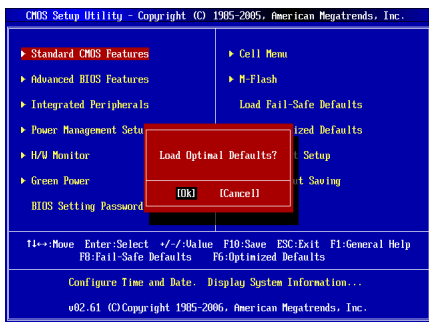 CMOS Setup Utility - Copyright (C) 1985-2005, American Megatrends, Inc.
▶ Standard CMOS Features
▶ Advanced BIOS Features
▶ Integrated Peripherals
▶ Power Management Setu
▶ H/W Monitor
▶ Green Power
BIOS Setting Password
▶ Cell Menu
▶ M-Flash
Load Fail-Safe Defaults
ized Defaults
t Setup
ut Saving
Load Optimal Defaults?
[Ok] [Cancel]
↑↓↔:Move Enter:Select +/-/:Value F10:Save ESC:Exit F1:General Help
F8:Fail-Safe Defaults F6:Optimized Defaults
Configure Time and Date. Display System Information...
v02.61 (C)Copyright 1985-2006, American Megatrends, Inc.